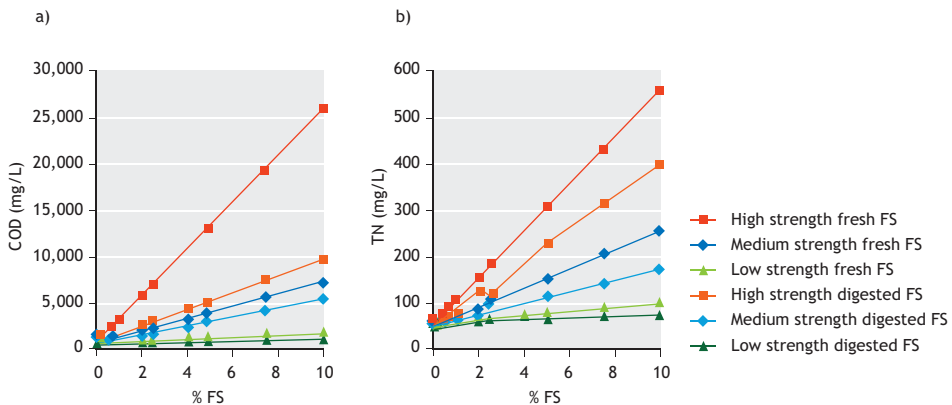 a)
COD (mg/L)
30,000
25,000
20,000
15,000
10,000
5,000
0
0 2 4 6 8 10
% FS
b)
TN (mg/L)
600
500
400
300
200
100
0
0 2 4 6 8 10
% FS
High strength fresh FS
Medium strength fresh FS
Low strength fresh FS
High strength digested FS
Medium strength digested FS
Low strength digested FS